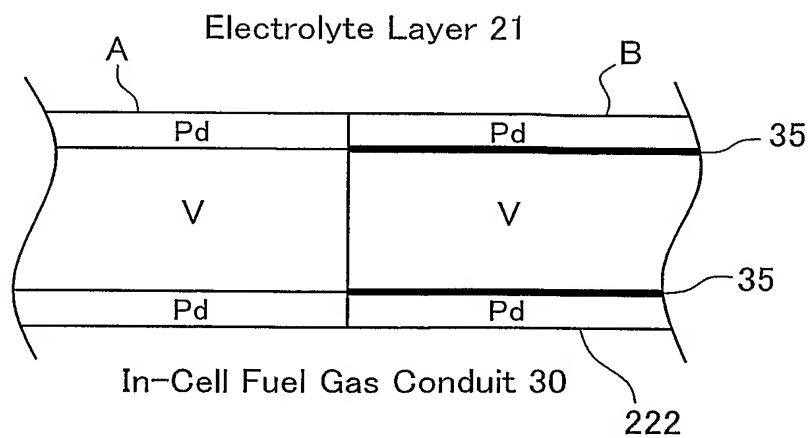 Electrolyte Layer 21
A
B
Pd
Pd
35
V
V
35
Pd
Pd
In-Cell Fuel Gas Conduit 30
222